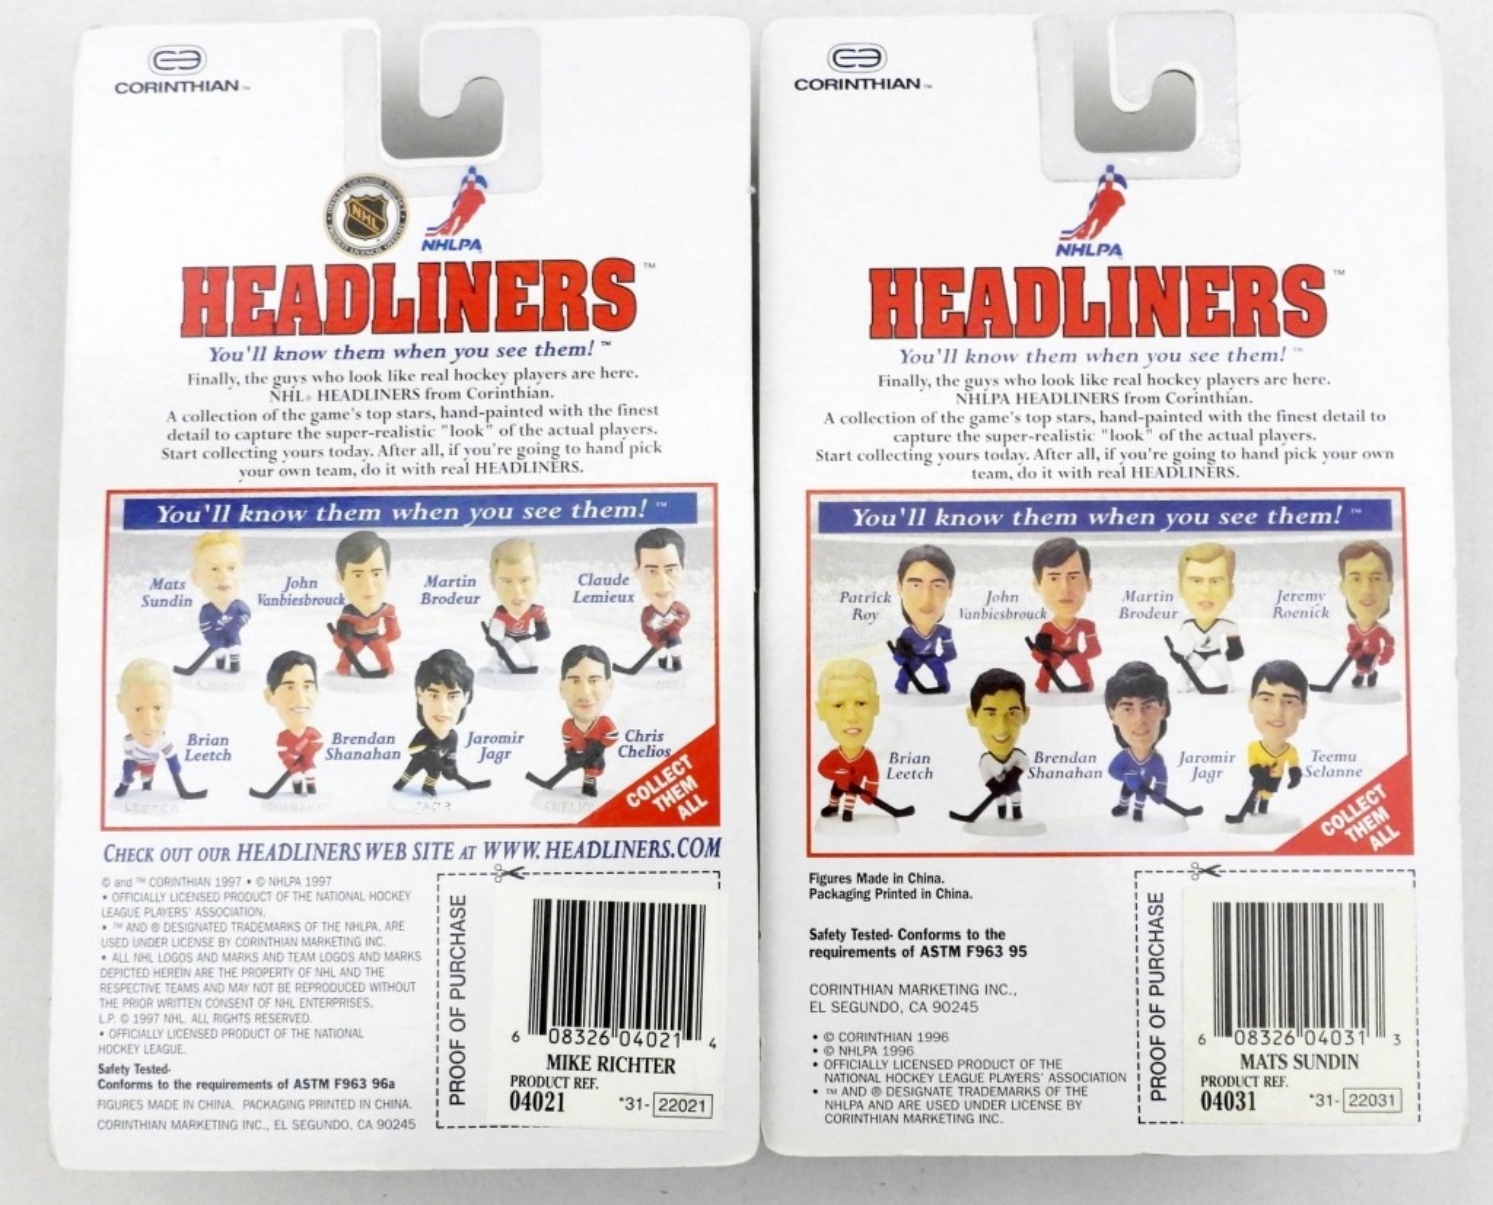 CORINTHIAN™
NHL
NHLPA
HEADLINERS™
You'll know them when you see them!™
Finally, the guys who look like real hockey players are here.
NHL® HEADLINERS from Corinthian.
A collection of the game's top stars, hand-painted with the finest
detail to capture the super-realistic "look" of the actual players.
Start collecting yours today. After all, if you're going to hand pick
your own team, do it with real HEADLINERS.
You'll know them when you see them!™
Mats
Sundin
John
Vanbiesbrouck
Martin
Brodeur
Claude
Lemieux
Brian
Leetch
Brendan
Shanahan
Jaromir
Jagr
Chris
Chelios
COLLECT
THEM
ALL
CHECK OUT OUR HEADLINERS WEB SITE AT WWW.HEADLINERS.COM
© and ™ CORINTHIAN 1997 • © NHLPA 1997
• OFFICIALLY LICENSED PRODUCT OF THE NATIONAL HOCKEY
LEAGUE PLAYERS' ASSOCIATION.
• ™ AND ® DESIGNATED TRADEMARKS OF THE NHLPA, ARE
USED UNDER LICENSE BY CORINTHIAN MARKETING INC.
• ALL NHL LOGOS AND MARKS AND TEAM LOGOS AND MARKS
DEPICTED HEREIN ARE THE PROPERTY OF NHL AND THE
RESPECTIVE TEAMS AND MAY NOT BE REPRODUCED WITHOUT
THE PRIOR WRITTEN CONSENT OF NHL ENTERPRISES,
L.P. © 1997 NHL. ALL RIGHTS RESERVED.
• OFFICIALLY LICENSED PRODUCT OF THE NATIONAL
HOCKEY LEAGUE.
Safety Tested-
Conforms to the requirements of ASTM F963 96a
FIGURES MADE IN CHINA. PACKAGING PRINTED IN CHINA.
CORINTHIAN MARKETING INC., EL SEGUNDO, CA 90245
PROOF OF PURCHASE
6 08326 04021 4
MIKE RICHTER
PRODUCT REF.
04021 *31- 22021
CORINTHIAN™
NHLPA
HEADLINERS™
You'll know them when you see them!™
Finally, the guys who look like real hockey players are here.
NHLPA HEADLINERS from Corinthian.
A collection of the game's top stars, hand-painted with the finest detail to
capture the super-realistic "look" of the actual players.
Start collecting yours today. After all, if you're going to hand pick your own
team, do it with real HEADLINERS.
You'll know them when you see them!™
Patrick
Roy
John
Vanbiesbrouck
Martin
Brodeur
Jeremy
Roenick
Brian
Leetch
Brendan
Shanahan
Jaromir
Jagr
Teemu
Selanne
COLLECT
THEM
ALL
Figures Made in China.
Packaging Printed in China.
Safety Tested- Conforms to the
requirements of ASTM F963 95
CORINTHIAN MARKETING INC.,
EL SEGUNDO, CA 90245
• © CORINTHIAN 1996
• © NHLPA 1996
• OFFICIALLY LICENSED PRODUCT OF THE
NATIONAL HOCKEY LEAGUE PLAYERS' ASSOCIATION
• ™ AND ® DESIGNATE TRADEMARKS OF THE
NHLPA AND ARE USED UNDER LICENSE BY
CORINTHIAN MARKETING INC.
PROOF OF PURCHASE
6 08326 04031 3
MATS SUNDIN
PRODUCT REF.
04031 *31- 22031